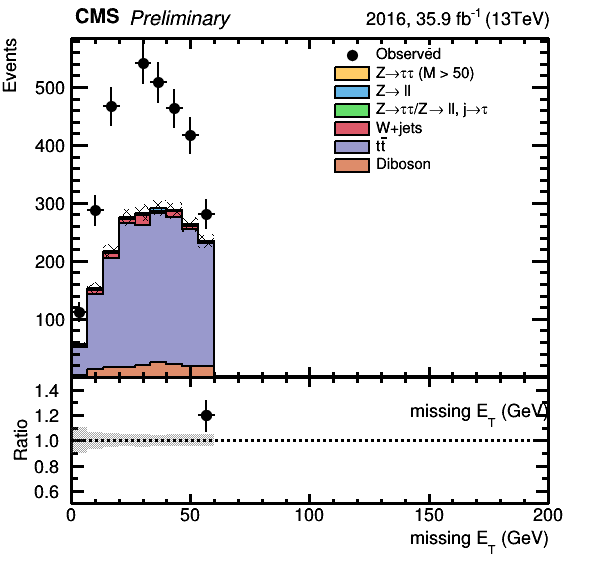 CMS Preliminary 2016, 35.9 fb⁻¹ (13TeV)
Events
500
400
300
200
100
Observed
Z→ττ (M > 50)
Z→ ll
Z→ττ/Z→ ll, j→τ
W+jets
tt̄
Diboson
Ratio
1.4
1.2
1.0
0.8
0.6
missing E_T (GeV)
0 50 100 150 200
missing E_T (GeV)